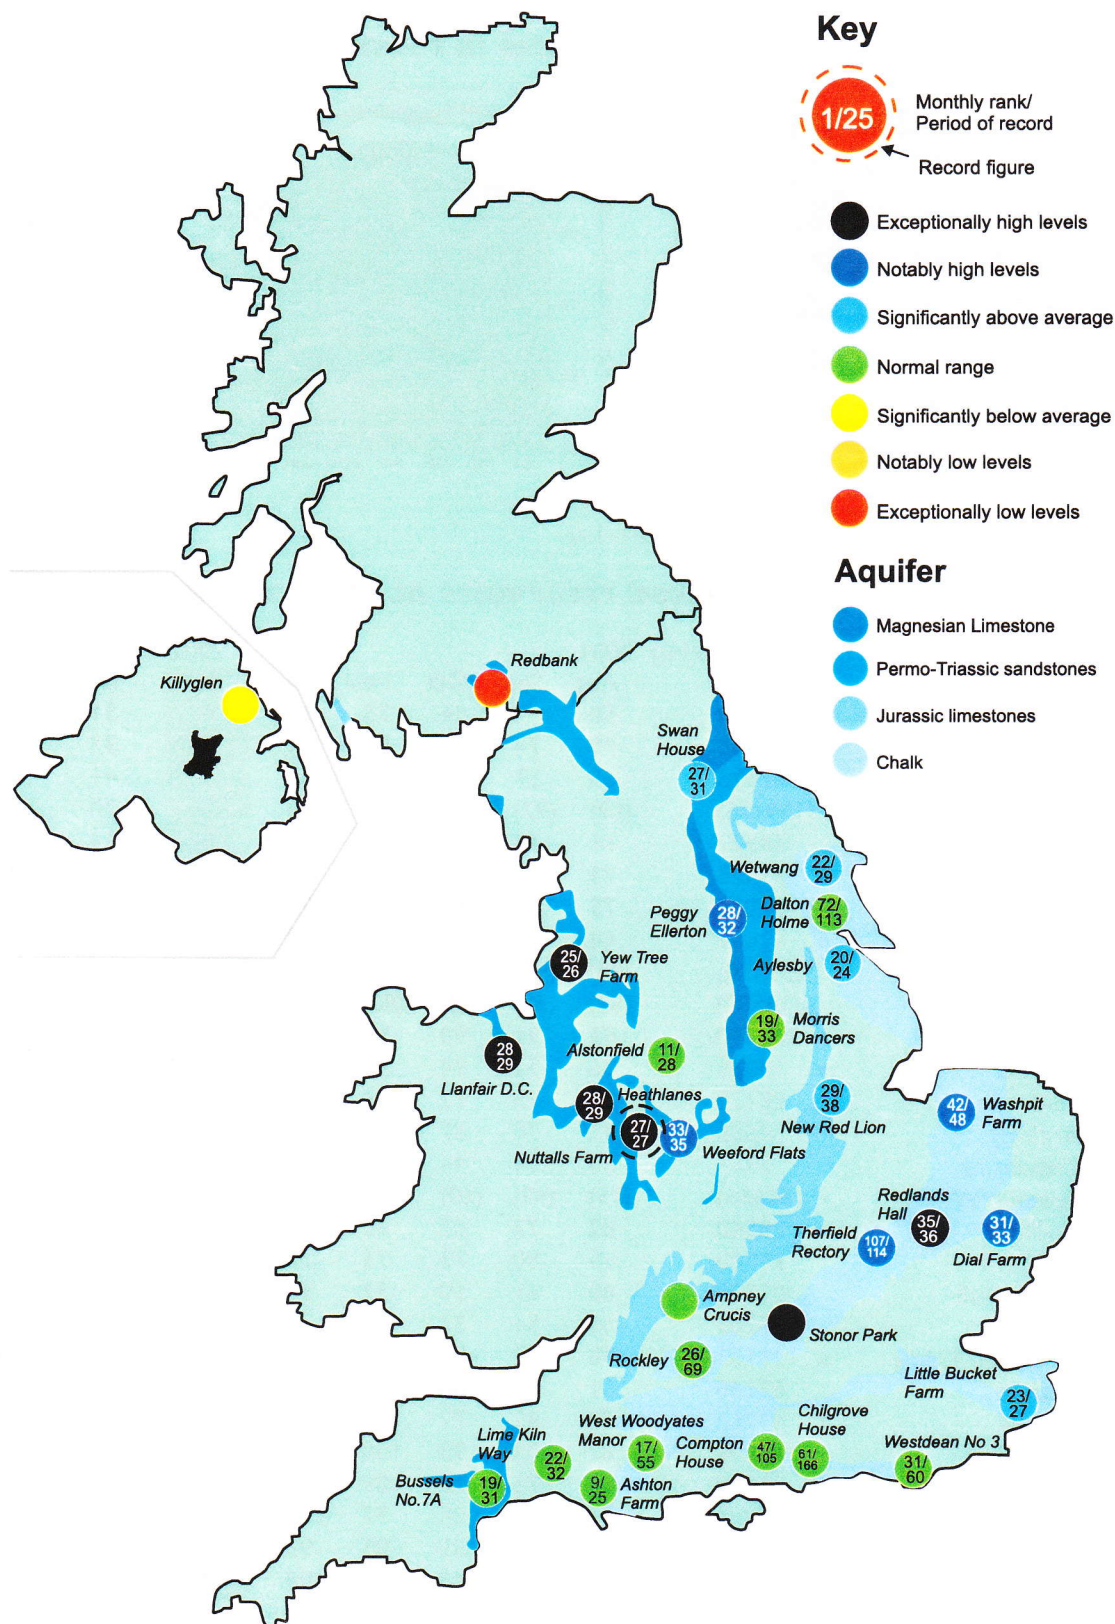 Key
1/25
Monthly rank/
Period of record
Record figure
Exceptionally high levels
Notably high levels
Significantly above average
Normal range
Significantly below average
Notably low levels
Exceptionally low levels
Aquifer
Magnesian Limestone
Permo-Triassic sandstones
Jurassic limestones
Chalk
Redbank
Killyglen
Swan
House
27/
31
Wetwang
22/
29
Peggy
Ellerton
28/
32
Dalton
Holme
72/
113
Yew Tree
Farm
25/
26
Aylesby
20/
24
Morris
Dancers
19/
33
Llanfair D.C.
28
29
Alstonfield
11/
28
Heathlanes
28/
29
Nuttalls Farm
27/
27
Weeford Flats
33/
35
New Red Lion
29/
38
Washpit
Farm
42/
48
Redlands
Hall
35/
36
Therfield
Rectory
107/
114
Dial Farm
31/
33
Ampney
Crucis
Stonor Park
Rockley
26/
69
Little Bucket
Farm
23/
27
Lime Kiln
Way
22/
32
West Woodyates
Manor
17/
55
Compton
House
47/
105
Chilgrove
House
61/
166
Westdean No 3
31/
60
Bussels
No.7A
19/
31
Ashton
Farm
9/
25